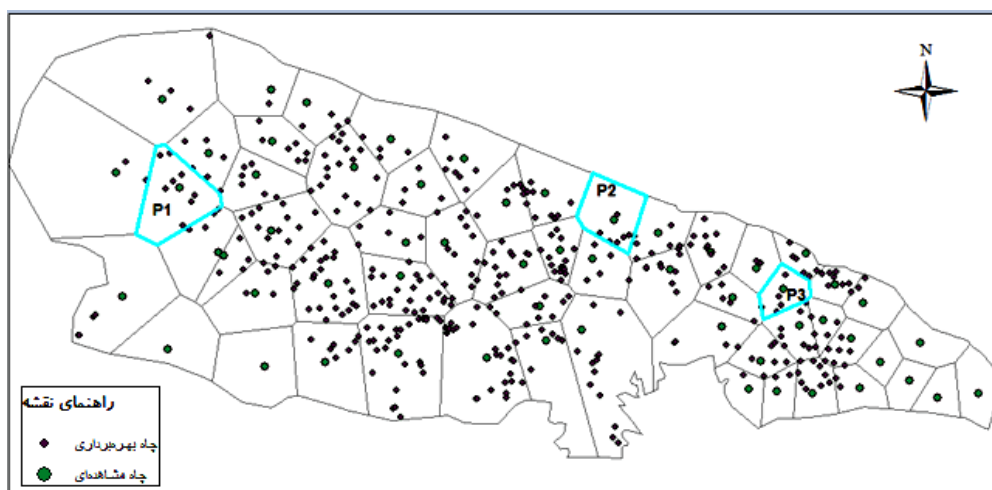 N
P2
P1
P3
راهنمای نقشه
چاه بهره‌برداری
چاه مشاهده‌ای